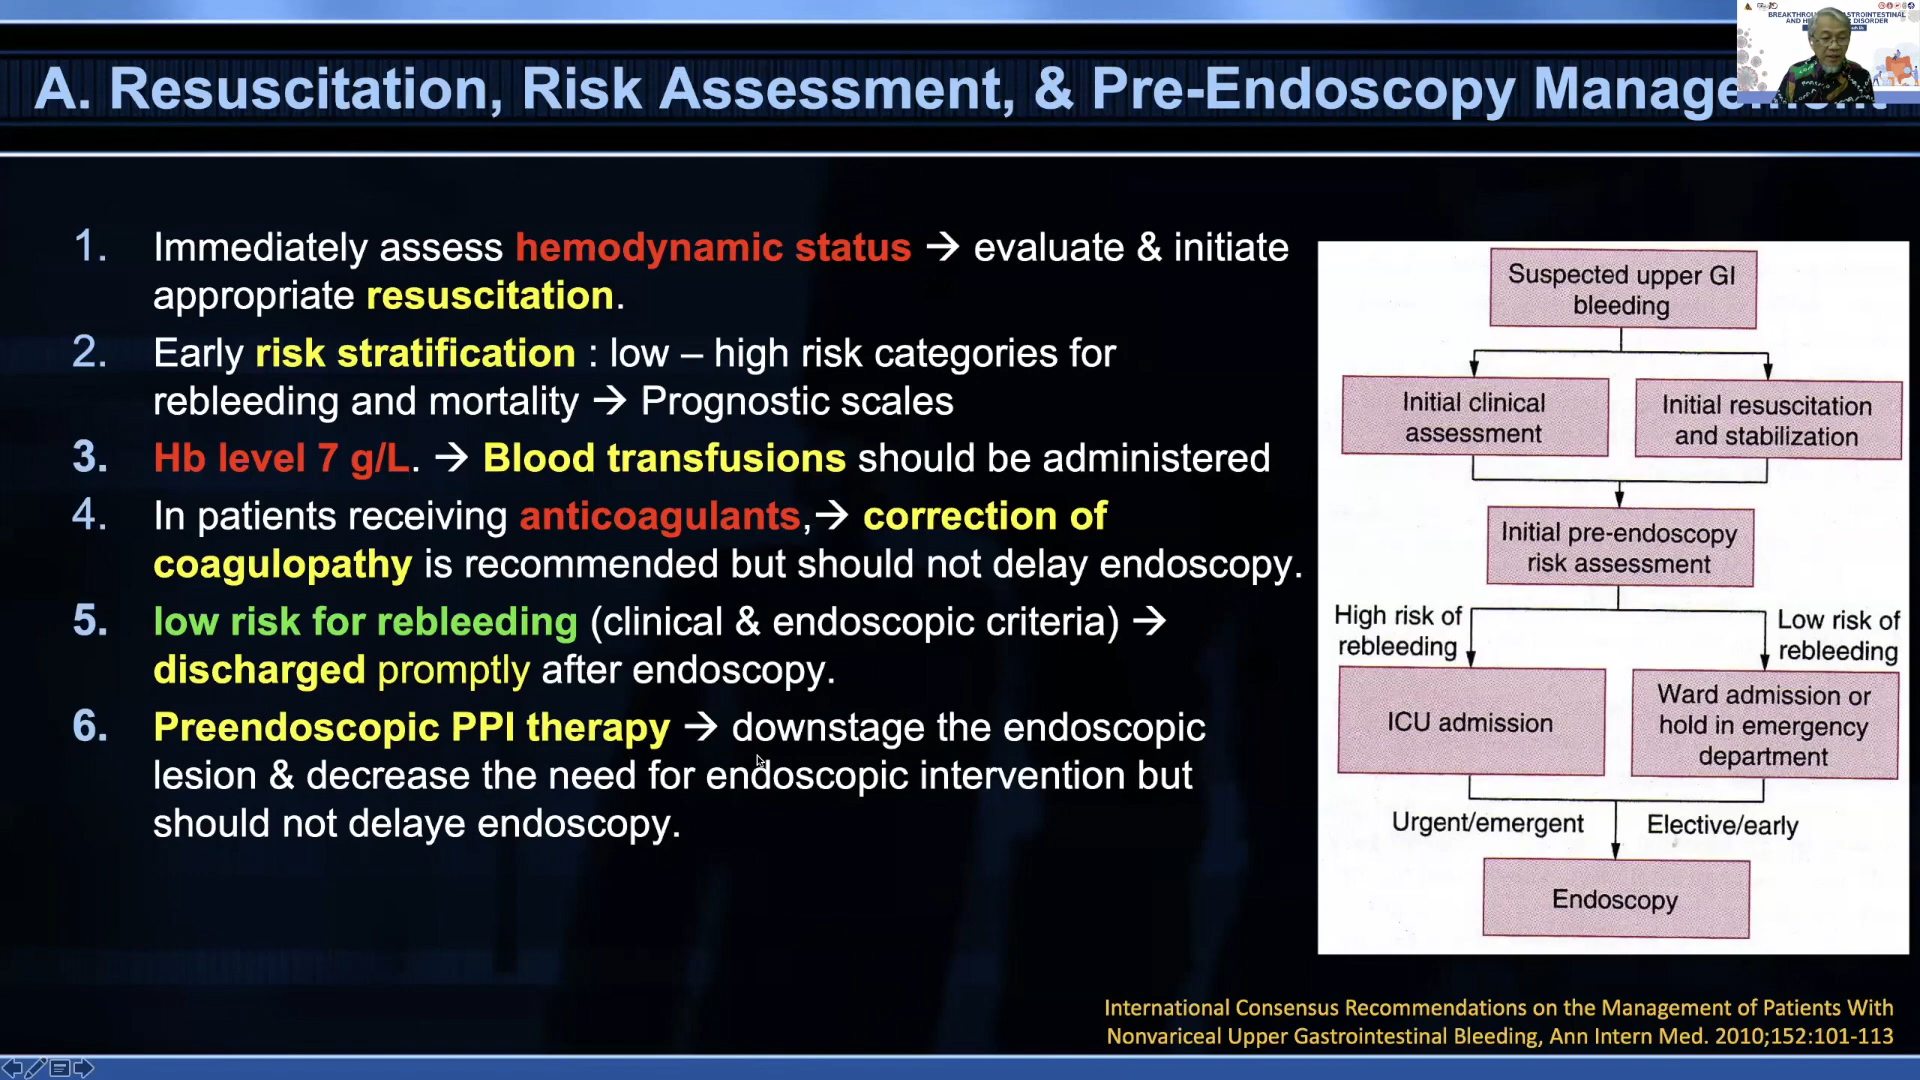 A. Resuscitation, Risk Assessment, & Pre-Endoscopy Management
1. Immediately assess hemodynamic status → evaluate & initiate
appropriate resuscitation.
2. Early risk stratification : low – high risk categories for
rebleeding and mortality → Prognostic scales
3. Hb level 7 g/L. → Blood transfusions should be administered
4. In patients receiving anticoagulants,→ correction of
coagulopathy is recommended but should not delay endoscopy.
5. low risk for rebleeding (clinical & endoscopic criteria) →
discharged promptly after endoscopy.
6. Preendoscopic PPI therapy → downstage the endoscopic
lesion & decrease the need for endoscopic intervention but
should not delaye endoscopy.
Suspected upper GI
bleeding
Initial clinical
assessment
Initial resuscitation
and stabilization
Initial pre-endoscopy
risk assessment
High risk of
rebleeding
Low risk of
rebleeding
ICU admission
Ward admission or
hold in emergency
department
Urgent/emergent
Elective/early
Endoscopy
International Consensus Recommendations on the Management of Patients With
Nonvariceal Upper Gastrointestinal Bleeding, Ann Intern Med. 2010;152:101-113